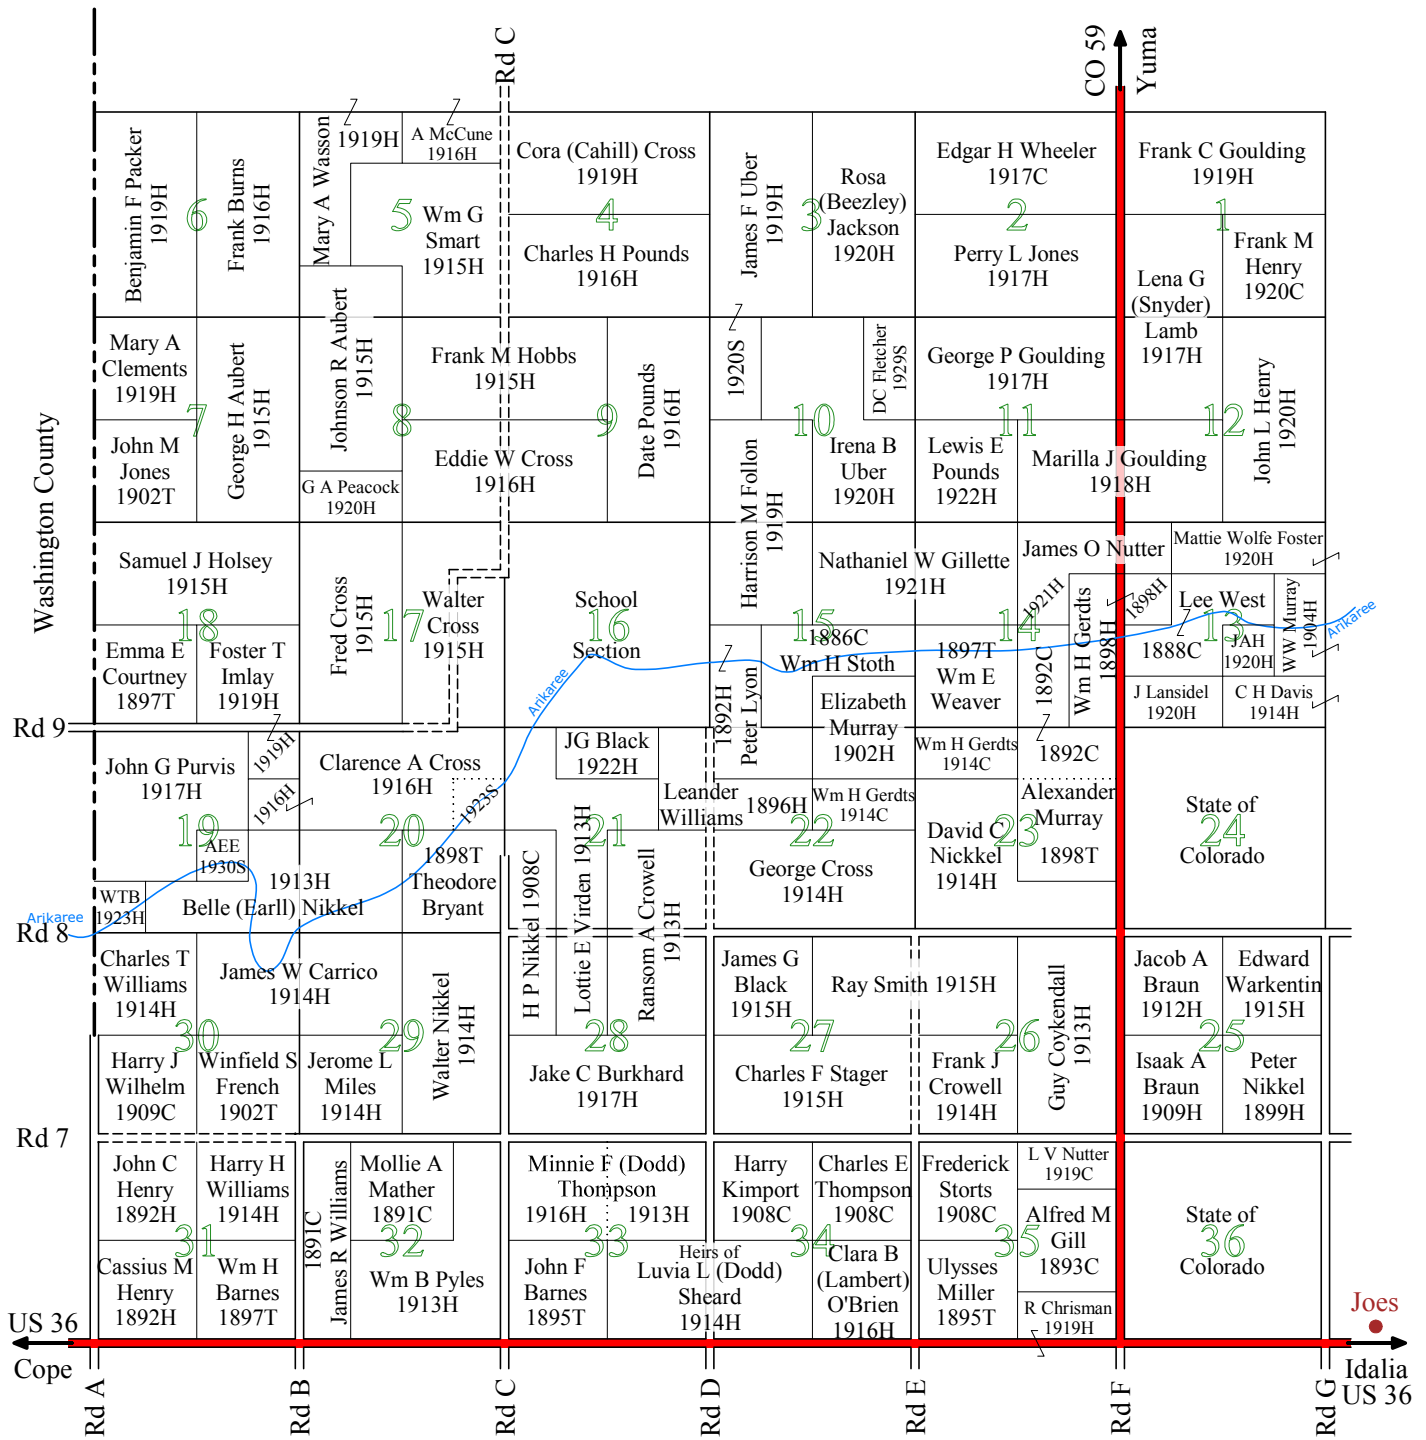 CO 59
Yuma
Rd C
Benjamin F Packer
1919H
6
Frank Burns
1916H
Mary A Wasson
1919H
A McCune
1916H
5
Wm G
Smart
1915H
Cora (Cahill) Cross
1919H
4
Charles H Pounds
1916H
James F Uber
1919H
3
Rosa
(Beezley)
Jackson
1920H
Edgar H Wheeler
1917C
2
Perry L Jones
1917H
Frank C Goulding
1919H
1
Frank M
Henry
1920C
Lena G
(Snyder)
Lamb
1917H
Washington County
Mary A
Clements
1919H
7
John M
Jones
1902T
George H Aubert
1915H
Johnson R Aubert
1915H
G A Peacock
1920H
8
Frank M Hobbs
1915H
Eddie W Cross
1916H
9
Date Pounds
1916H
1920S
10
DC Fletcher
1929S
Harrison M Follon
1919H
Irena B
Uber
1920H
George P Goulding
1917H
11
Lewis E
Pounds
1922H
Marilla J Goulding
1918H
12
John L Henry
1920H
Samuel J Holsey
1915H
18
Emma E
Courtney
1897T
Foster T
Imlay
1919H
Fred Cross
1915H
17
Walter
Cross
1915H
School
16
Section
Arikaree
Nathaniel W Gillette
1921H
15
1886C
Wm H Stoth
1892H
Peter Lyon
Elizabeth
Murray
1902H
14
1897T
Wm E
Weaver
James O Nutter
1921H
1898H
1892C
Wm H Gerdts
1898H
Mattie Wolfe Foster
1920H
Lee West
13
1888C
JAH
1920H
WW Murray
1904H
Arikaree
J Lansidel
1920H
C H Davis
1914H
Rd 9
John G Purvis
1917H
1919H
1916H
19
AEE
1930S
WTB
1923H
Arikaree
Clarence A Cross
1916H
20
1923S
1913H
Belle (Earll) Nikkel
1898T
Theodore
Bryant
JG Black
1922H
21
Leander
Williams
1896H
H P Nikkel 1908C
Lottie E Virden 1913H
Ransom A Crowell
1913H
Wm H Gerdts
1914C
22
George Cross
1914H
Wm H Gerdts
1914C
1892C
23
David C
Nickkel
1914H
Alexander
Murray
1898T
State of
24
Colorado
Rd 8
Charles T
Williams
1914H
30
James W Carrico
1914H
29
Harry J
Wilhelm
1909C
Winfield S
French
1902T
Jerome L
Miles
1914H
Walter Nikkel
1914H
28
Jake C Burkhard
1917H
James G
Black
1915H
Ray Smith 1915H
27
Charles F Stager
1915H
26
Frank J
Crowell
1914H
Guy Coykendall
1913H
Jacob A
Braun
1912H
Edward
Warkentin
1915H
25
Isaak A
Braun
1909H
Peter
Nikkel
1899H
Rd 7
John C
Henry
1892H
Harry H
Williams
1914H
31
Cassius M
Henry
1892H
Wm H
Barnes
1897T
1891C
James R Williams
Mollie A
Mather
1891C
32
Wm B Pyles
1913H
Minnie F (Dodd)
Thompson
1916H
1913H
33
John F
Barnes
1895T
Heirs of
Luvia L (Dodd)
Sheard
1914H
Harry
Kimport
1908C
Charles E
Thompson
1908C
34
Clara B
(Lambert)
O'Brien
1916H
Frederick
Storts
1908C
35
Ulysses
Miller
1895T
L V Nutter
1919C
Alfred M
Gill
1893C
R Chrisman
1919H
State of
36
Colorado
Joes
US 36
Cope
Idalia
US 36
Rd A
Rd B
Rd C
Rd D
Rd E
Rd F
Rd G